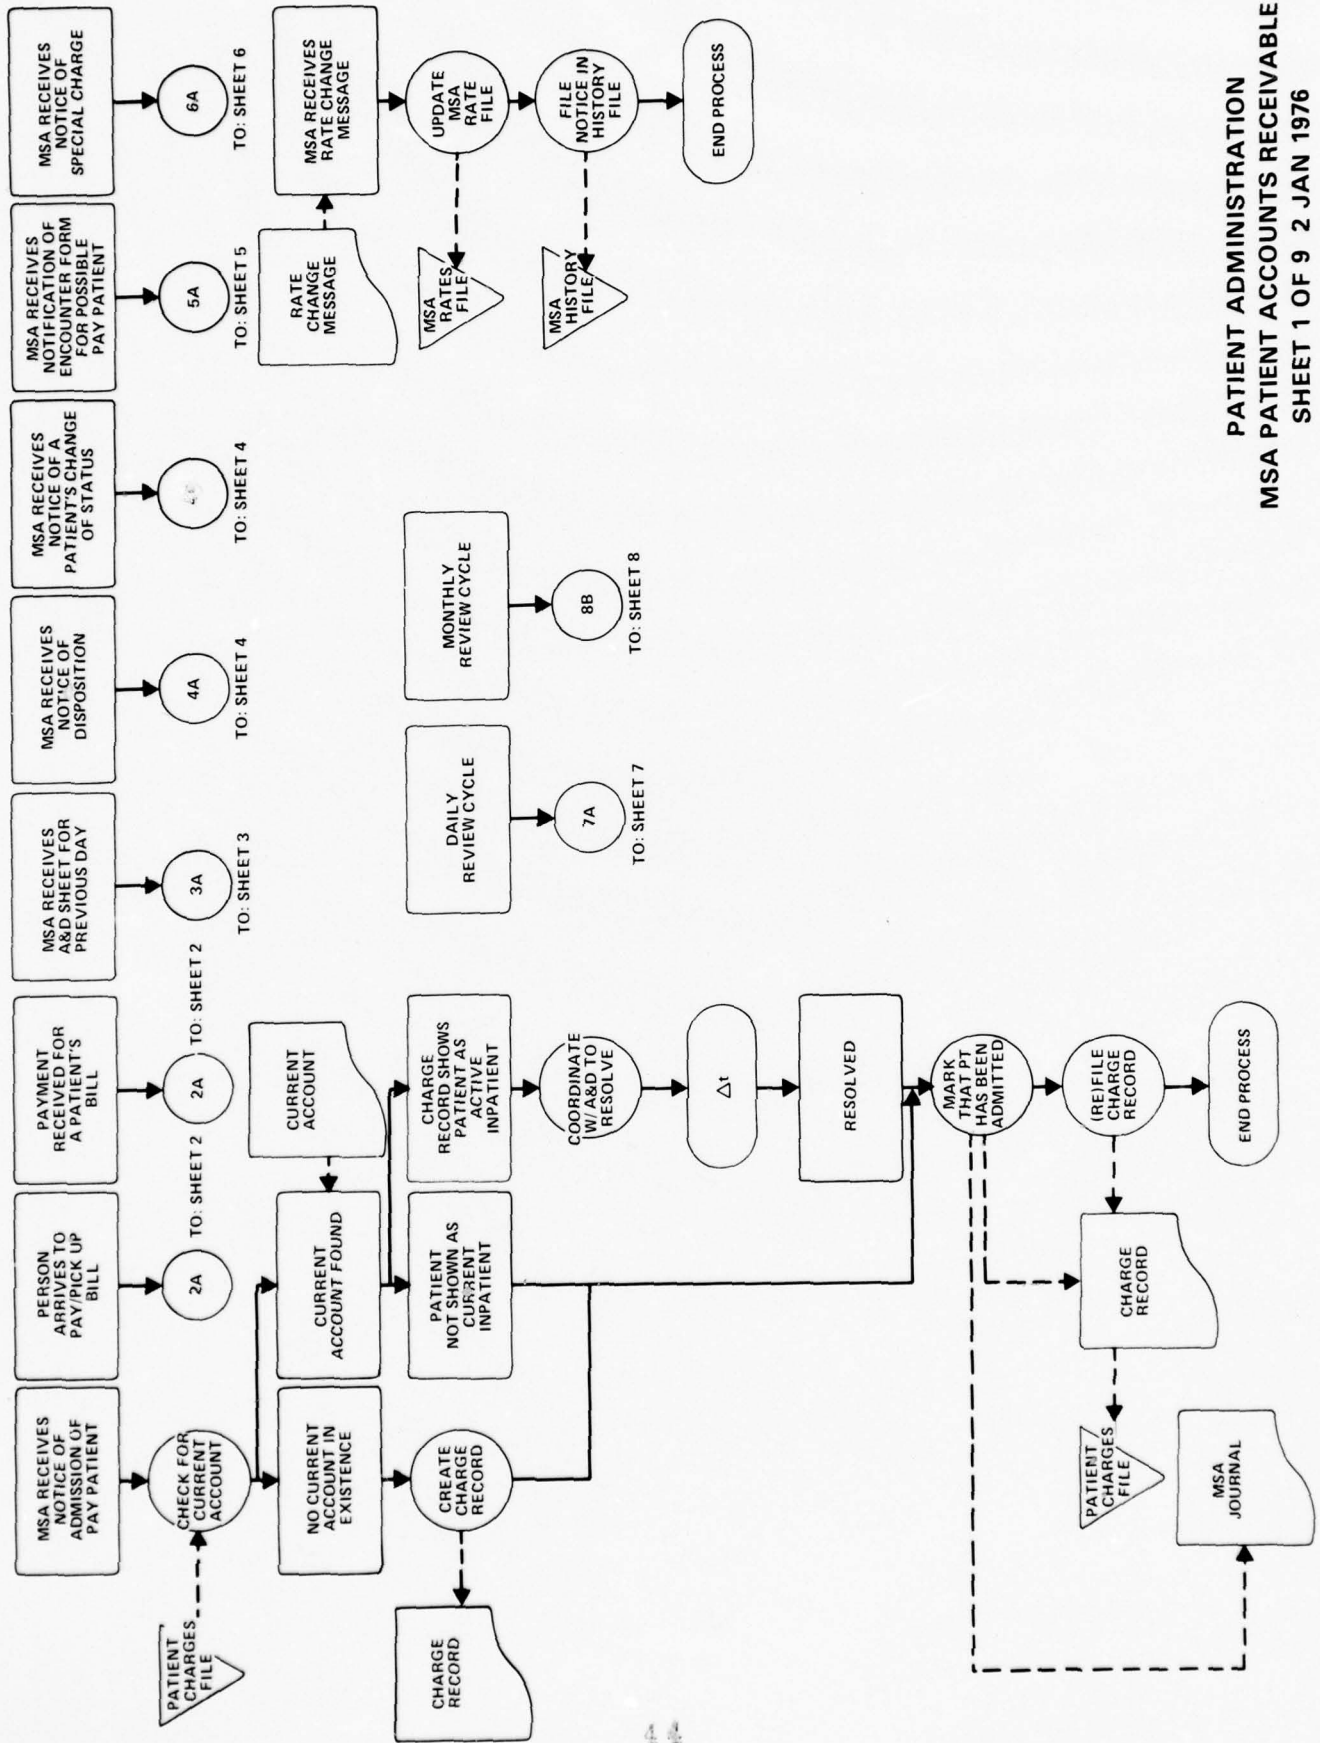 MSA RECEIVES
NOTICE OF
ADMISSION OF
PAY PATIENT
PERSON
ARRIVES TO
PAY/PICK UP
BILL
PAYMENT
RECEIVED FOR
A PATIENT'S
BILL
MSA RECEIVES
A&D SHEET FOR
PREVIOUS DAY
MSA RECEIVES
NOTICE OF
DISPOSITION
MSA RECEIVES
NOTICE OF A
PATIENT'S CHANGE
OF STATUS
MSA RECEIVES
NOTIFICATION OF
ENCOUNTER FORM
FOR POSSIBLE
PAY PATIENT
MSA RECEIVES
NOTICE OF
SPECIAL CHARGE
PATIENT
CHARGES
FILE
CHECK FOR
CURRENT
ACCOUNT
2A
TO: SHEET 2
2A
TO: SHEET 2
3A
TO: SHEET 3
4A
TO: SHEET 4
TO: SHEET 4
5A
TO: SHEET 5
6A
TO: SHEET 6
NO CURRENT
ACCOUNT IN
EXISTENCE
CURRENT
ACCOUNT FOUND
CURRENT
ACCOUNT
RATE
CHANGE
MESSAGE
MSA RECEIVES
RATE CHANGE
MESSAGE
CHARGE
RECORD
CREATE
CHARGE
RECORD
PATIENT
NOT SHOWN AS
CURRENT
INPATIENT
CHARGE
RECORD SHOWS
PATIENT AS
ACTIVE
INPATIENT
DAILY
REVIEW CYCLE
MONTHLY
REVIEW CYCLE
MSA
RATES
FILE
UPDATE
MSA
RATE
FILE
COORDINATE
W/ A&D TO
RESOLVE
7A
TO: SHEET 7
8B
TO: SHEET 8
MSA
HISTORY
FILE
FILE
NOTICE IN
HISTORY
FILE
Δt
END PROCESS
RESOLVED
MARK
THAT PT
HAS BEEN
ADMITTED
PATIENT
CHARGES
FILE
CHARGE
RECORD
(RE)FILE
CHARGE
RECORD
MSA
JOURNAL
END PROCESS
PATIENT ADMINISTRATION
MSA PATIENT ACCOUNTS RECEIVABLE
SHEET 1 OF 9 2 JAN 1976
44